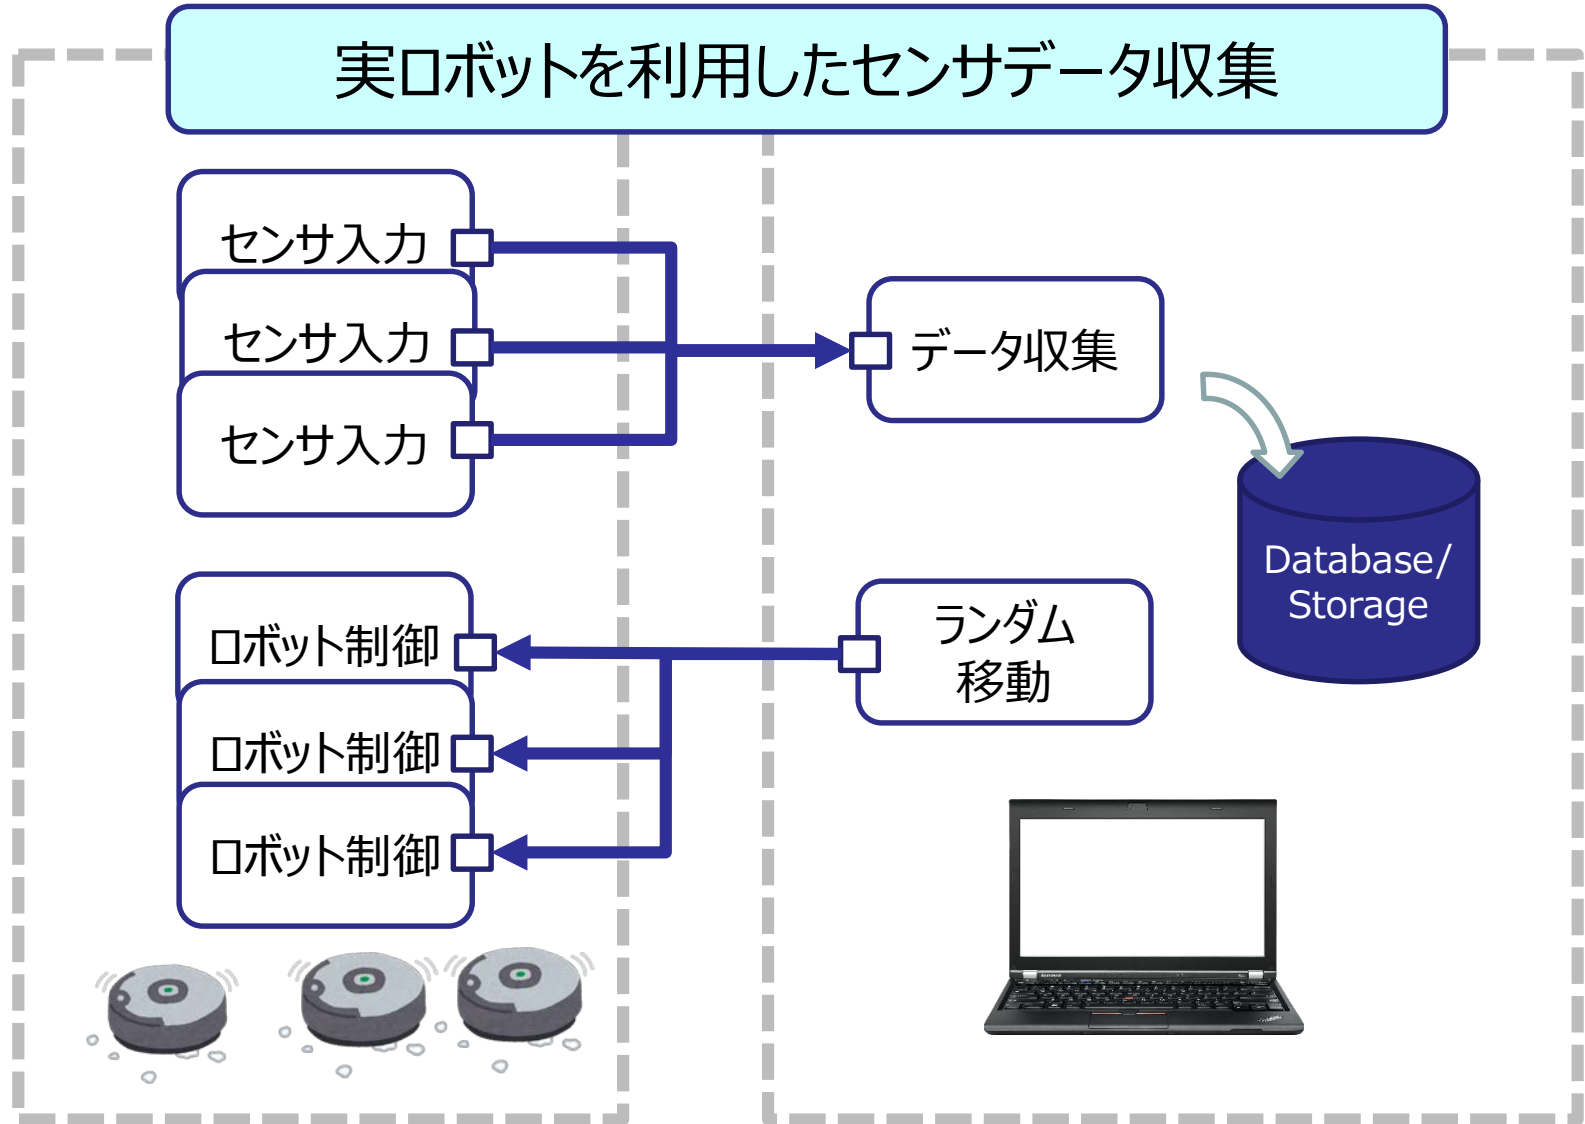 実ロボットを利用したセンサデータ収集
センサ入力
センサ入力
センサ入力
データ収集
Database/
Storage
ロボット制御
ロボット制御
ロボット制御
ランダム
移動